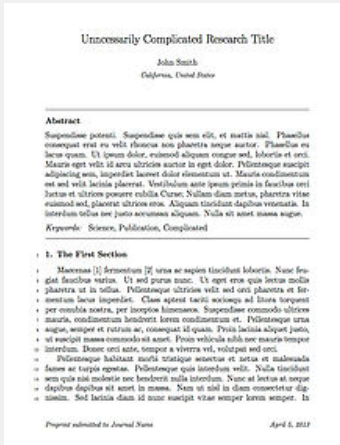 Unncessarily Complicated Research Title
John Smith
California, United States
Abstract
Suspendisse potenti. Suspendisse quis sem elit, et mattis nisl. Phasellus
consequat erat eu velit rhoncus non pharetra neque auctor. Phasellus eu
lacus quam. Ut ipsum dolor, euismod aliquam congue sed, lobortis et orci.
Mauris eget velit id arcu ultricies auctor in eget dolor. Pellentesque suscipit
adipiscing sem, imperdiet laoreet dolor elementum ut. Mauris condimentum
est sed velit lacinia placerat. Vestibulum ante ipsum primis in faucibus orci
luctus et ultrices posuere cubilia Curae; Nullam diam metus, pharetra vitae
euismod sed, placerat ultrices eros. Aliquam tincidunt dapibus venenatis. In
interdum tellus nec justo accumsan aliquam. Nulla sit amet massa augue.
Keywords: Science, Publication, Complicated
1 1. The First Section
Maecenas [1] fermentum [2] urna ac sapien tincidunt lobortis. Nunc feu-
giat faucibus varius. Ut sed purus nunc. Ut eget eros quis lectus mollis
pharetra ut in tellus. Pellentesque ultricies velit sed orci pharetra et fer-
mentum lacus imperdiet. Class aptent taciti sociosqu ad litora torquent
per conubia nostra, per inceptos himenaeos. Suspendisse commodo ultrices
mauris, condimentum hendrerit lorem condimentum et. Pellentesque urna
augue, semper et rutrum ac, consequat id quam. Proin lacinia aliquet justo,
ut suscipit massa commodo sit amet. Proin vehicula nibh nec mauris tempor
interdum. Donec orci ante, tempor a viverra vel, volutpat sed orci.
Pellentesque habitant morbi tristique senectus et netus et malesuada
fames ac turpis egestas. Pellentesque quis interdum velit. Nulla tincidunt
sem quis nisi molestie nec hendrerit nulla interdum. Nunc at lectus at neque
dapibus dapibus sit amet in massa. Nam ut nisl in diam consectetur dig-
nissim. Sed lacinia diam id nunc suscipit vitae semper lorem semper. In
Preprint submitted to Journal Name April 5, 2013